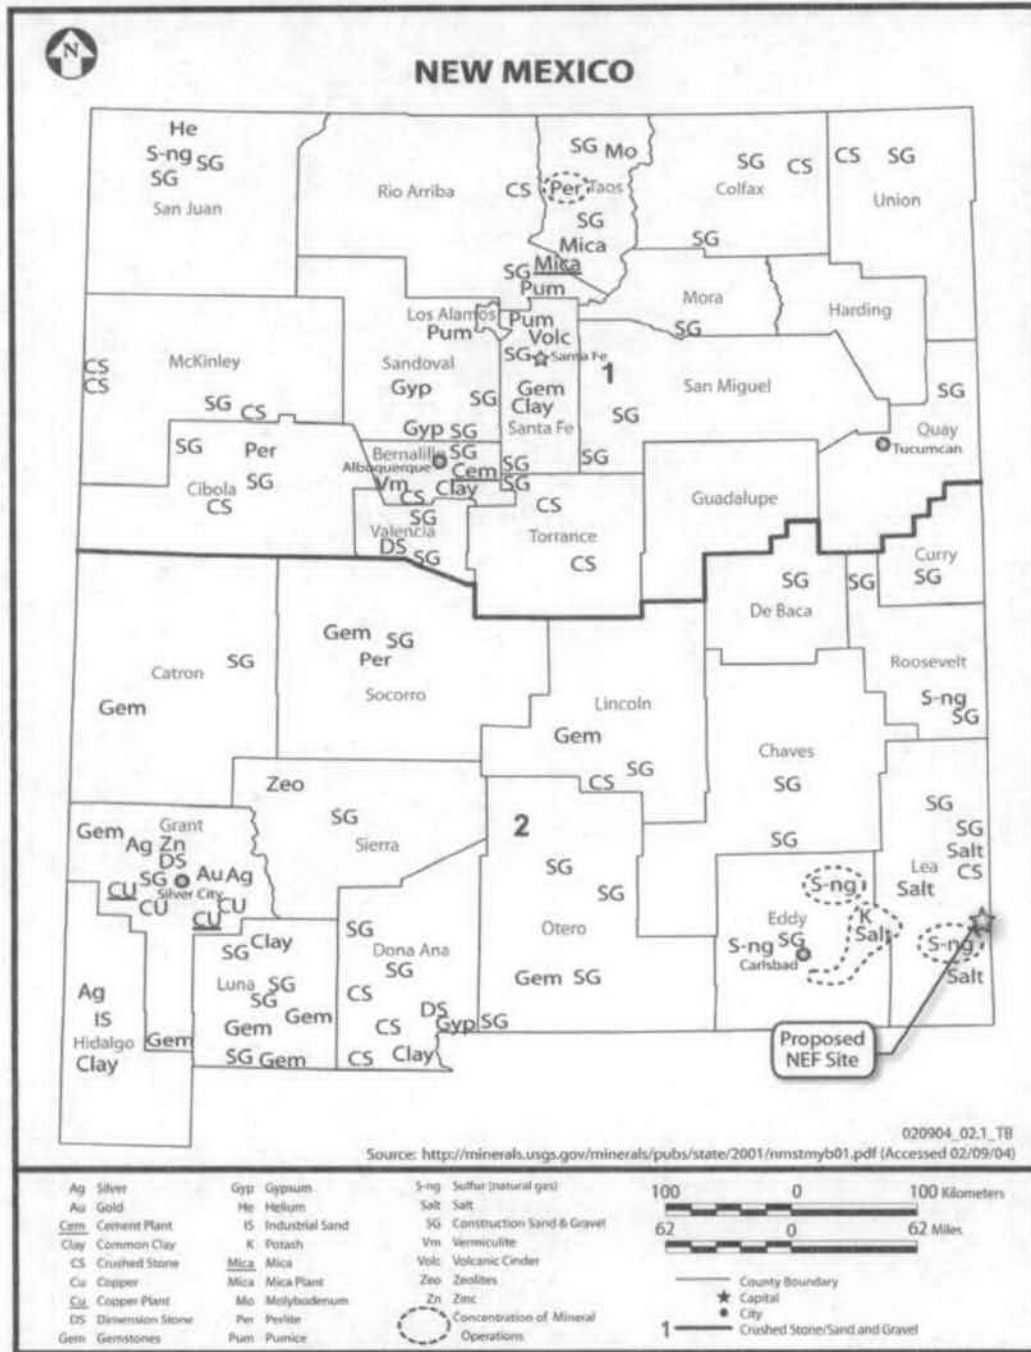 N
NEW MEXICO
He
S-ng SG
SG
San Juan
Rio Arriba
CS
SG Mo
Per Taos
SG
Mica
Mica
SG
Pum
SG CS
Colfax
SG
CS SG
Union
Mora
SG
Harding
CS
CS
McKinley
SG CS
Los Alamos
Pum
Sandoval
Gyp
SG
Gyp SG
Pum
Volc
SG Santa Fe
Gem
Clay
Santa Fe
SG
SG
1
San Miguel
SG
SG
SG
Quay
Tucumcari
SG
Per
Cibola SG
CS
Bernalillo SG
Albuquerque
Cem
Vm Clay
CS
SG
Valencia
DS SG
CS
Torrance
CS
Guadalupe
SG
De Baca
SG
Curry
SG
Catron SG
Gem
Gem SG
Per
Socorro
Lincoln
Gem
SG
CS
Roosevelt
S-ng
SG
Chaves
SG
SG
Zeo
SG
Sierra
2
SG
SG
Otero
Gem SG
Gem Grant
Ag Zn
DS
SG Au Ag
Silver City
CU
CU
CU
CU
SG
SG
Salt
Lea CS
Salt
S-ng
Salt
S-ng
Eddy
K
Salt
S-ng SG
Carlsbad
Ag
IS
Hidalgo
Clay
Gem
Clay
SG
Luna SG
SG
Gem Gem
SG Gem
SG
Dona Ana
SG
CS
DS
CS Gyp SG
CS Clay
Proposed
NEF Site
020904_02.1_TB
Source: http://minerals.usgs.gov/minerals/pubs/state/2001/nmstmyb01.pdf (Accessed 02/09/04)
Ag Silver
Au Gold
Cem Cement Plant
Clay Common Clay
CS Crushed Stone
Cu Copper
Cu Copper Plant
DS Dimension Stone
Gem Gemstones
Gyp Gypsum
He Helium
IS Industrial Sand
K Potash
Mica Mica
Mica Mica Plant
Mo Molybdenum
Per Perlite
Pum Pumice
S-ng Sulfur (natural gas)
Salt Salt
SG Construction Sand & Gravel
Vm Vermiculite
Volc Volcanic Cinder
Zeo Zeolites
Zn Zinc
Concentration of Mineral
Operations
100 0 100 Kilometers
62 0 62 Miles
County Boundary
Capital
City
1 Crushed Stone/Sand and Gravel